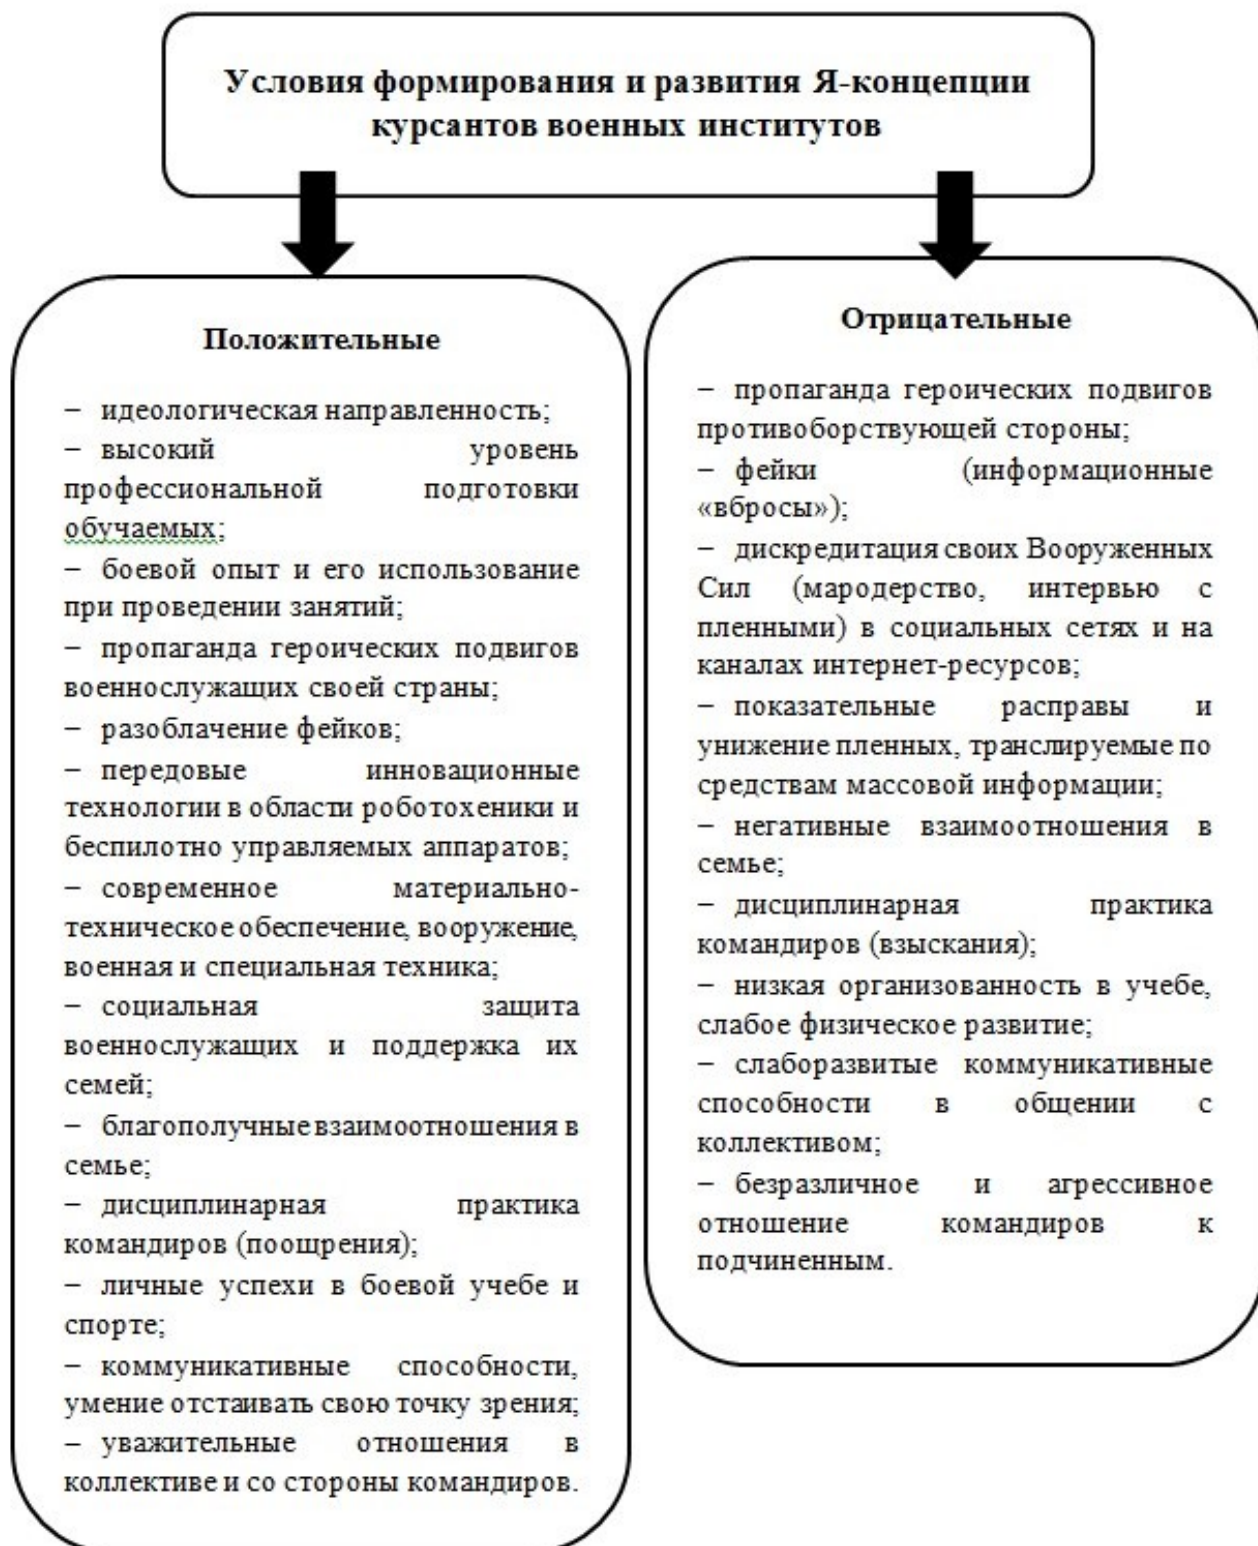 Условия формирования и развития Я-концепции
курсантов военных институтов
Положительные
– идеологическая направленность;
– высокий уровень
профессиональной подготовки
обучаемых;
– боевой опыт и его использование
при проведении занятий;
– пропаганда героических подвигов
военнослужащих своей страны;
– разоблачение фейков;
– передовые инновационные
технологии в области роботохеники и
беспилотно управляемых аппаратов;
– современное материально-
техническое обеспечение, вооружение,
военная и специальная техника;
– социальная защита
военнослужащих и поддержка их
семей;
– благополучные взаимоотношения в
семье;
– дисциплинарная практика
командиров (поощрения);
– личные успехи в боевой учебе и
спорте;
– коммуникативные способности,
умение отстаивать свою точку зрения;
– уважительные отношения в
коллективе и со стороны командиров.
Отрицательные
– пропаганда героических подвигов
противоборствующей стороны;
– фейки (информационные
«вбросы»);
– дискредитация своих Вооруженных
Сил (мародерство, интервью с
пленными) в социальных сетях и на
каналах интернет-ресурсов;
– показательные расправы и
унижение пленных, транслируемые по
средствам массовой информации;
– негативные взаимоотношения в
семье;
– дисциплинарная практика
командиров (взыскания);
– низкая организованность в учебе,
слабое физическое развитие;
– слаборазвитые коммуникативные
способности в общении с
коллективом;
– безразличное и агрессивное
отношение командиров к
подчиненным.